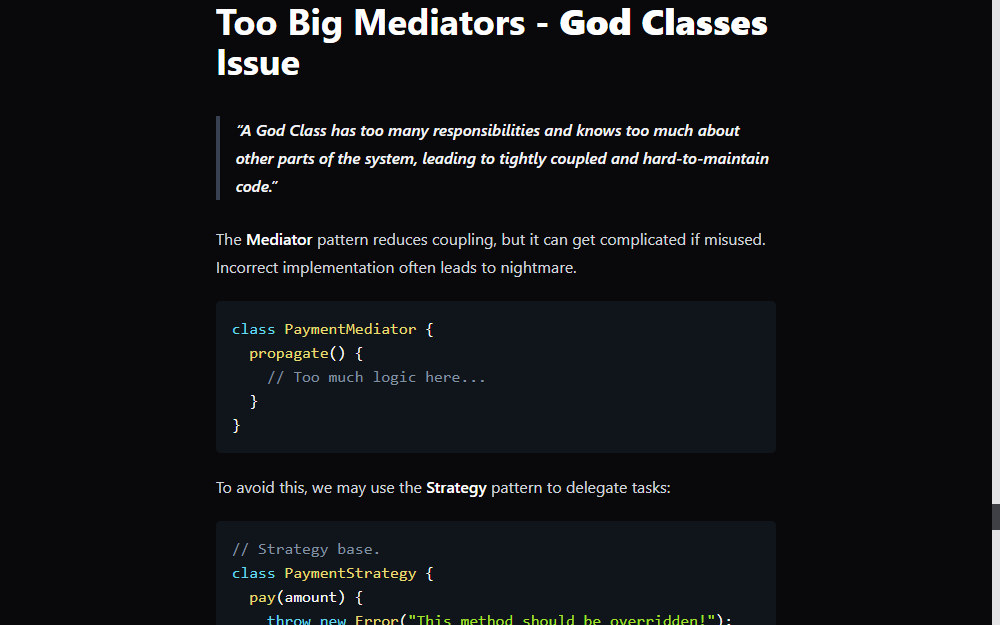 Too Big Mediators - God Classes
Issue
“A God Class has too many responsibilities and knows too much about
other parts of the system, leading to tightly coupled and hard-to-maintain
code.”
The Mediator pattern reduces coupling, but it can get complicated if misused.
Incorrect implementation often leads to nightmare.
class PaymentMediator {
  propagate() {
    // Too much logic here...
  }
}
To avoid this, we may use the Strategy pattern to delegate tasks:
// Strategy base.
class PaymentStrategy {
  pay(amount) {
    throw new Error("This method should be overridden!");